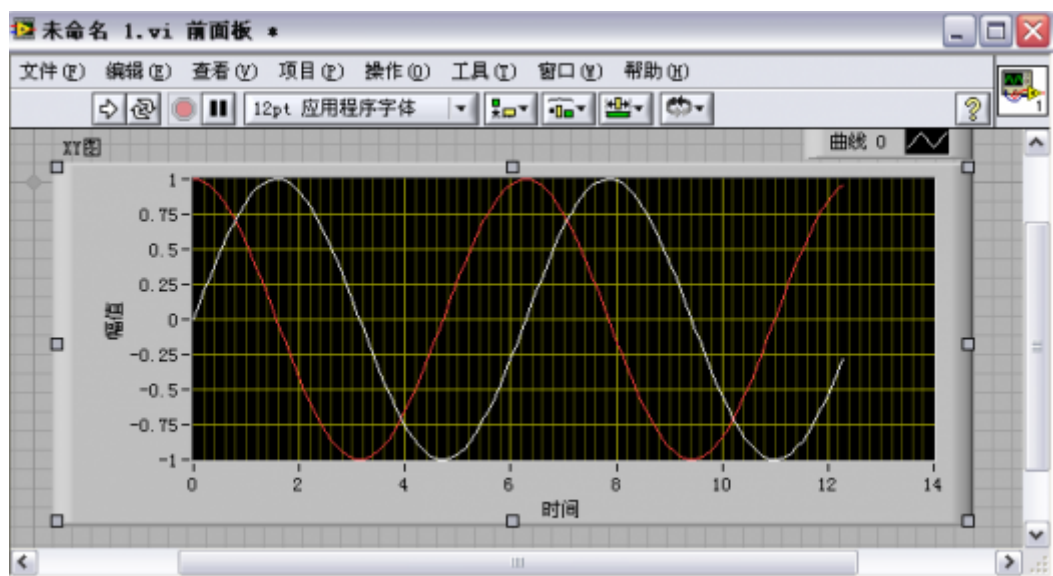 未命名 1.vi 前面板 *
文件(F) 编辑(E) 查看(V) 项目(P) 操作(O) 工具(T) 窗口(W) 帮助(H)
12pt 应用程序字体
?
1
XY图
曲线 0
1
0.75
0.5
0.25
0
-0.25
-0.5
-0.75
-1
幅值
0 2 4 6 8 10 12 14
时间